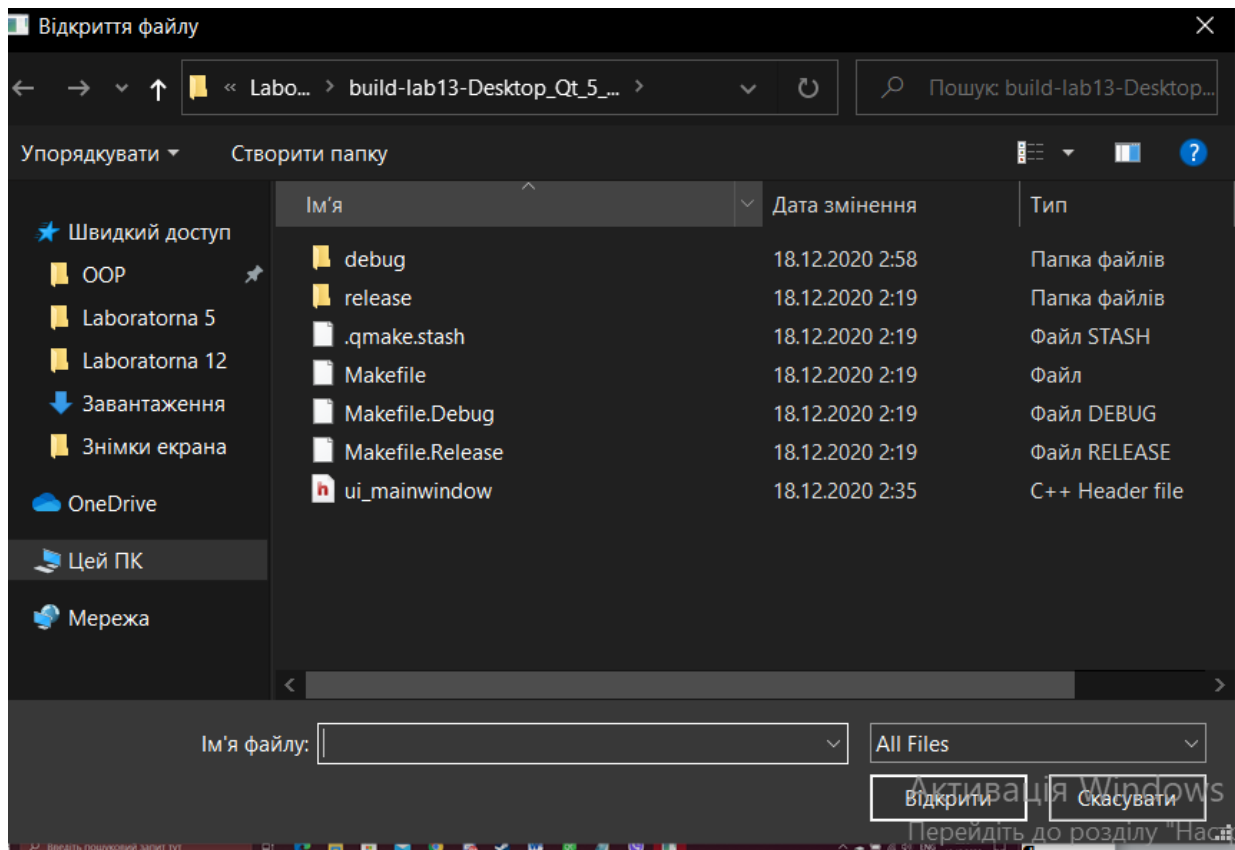 Відкриття файлу
« Labo... > build-lab13-Desktop_Qt_5_... >
Пошук: build-lab13-Desktop...
Упорядкувати
Створити папку
Ім'я Дата змінення Тип
Швидкий доступ
OOP
Laboratorna 5
Laboratorna 12
Завантаження
Знімки екрана
OneDrive
Цей ПК
Мережа
debug 18.12.2020 2:58 Папка файлів
release 18.12.2020 2:19 Папка файлів
.qmake.stash 18.12.2020 2:19 Файл STASH
Makefile 18.12.2020 2:19 Файл
Makefile.Debug 18.12.2020 2:19 Файл DEBUG
Makefile.Release 18.12.2020 2:19 Файл RELEASE
ui_mainwindow 18.12.2020 2:35 C++ Header file
Ім'я файлу:
All Files
Відкрити Скасувати
Активація Windows
Перейдіть до розділу